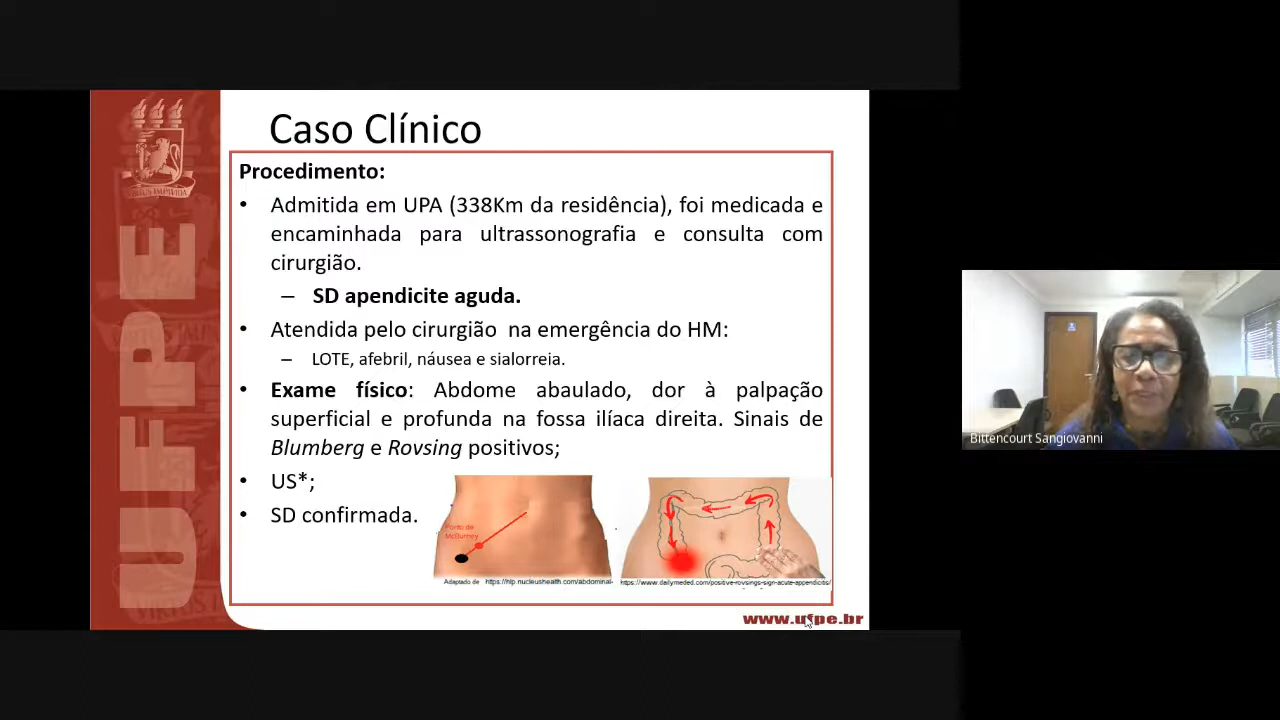 Caso Clínico
Procedimento:
• Admitida em UPA (338Km da residência), foi medicada e
encaminhada para ultrassonografia e consulta com
cirurgião.
– SD apendicite aguda.
• Atendida pelo cirurgião na emergência do HM:
– LOTE, afebril, náusea e sialorreia.
• Exame físico: Abdome abaulado, dor à palpação
superficial e profunda na fossa ilíaca direita. Sinais de
Blumberg e Rovsing positivos;
• US*;
• SD confirmada.
Ponto de
McBurney
Adaptado de https://hlp.nucleushealth.com/abdominal-
https://www.dailymeded.com/positive-rovsings-sign-acute-appendicitis/
www.ufpe.br
UFPE
VIRTUS IMPAVIDA
Bittencourt Sangiovanni